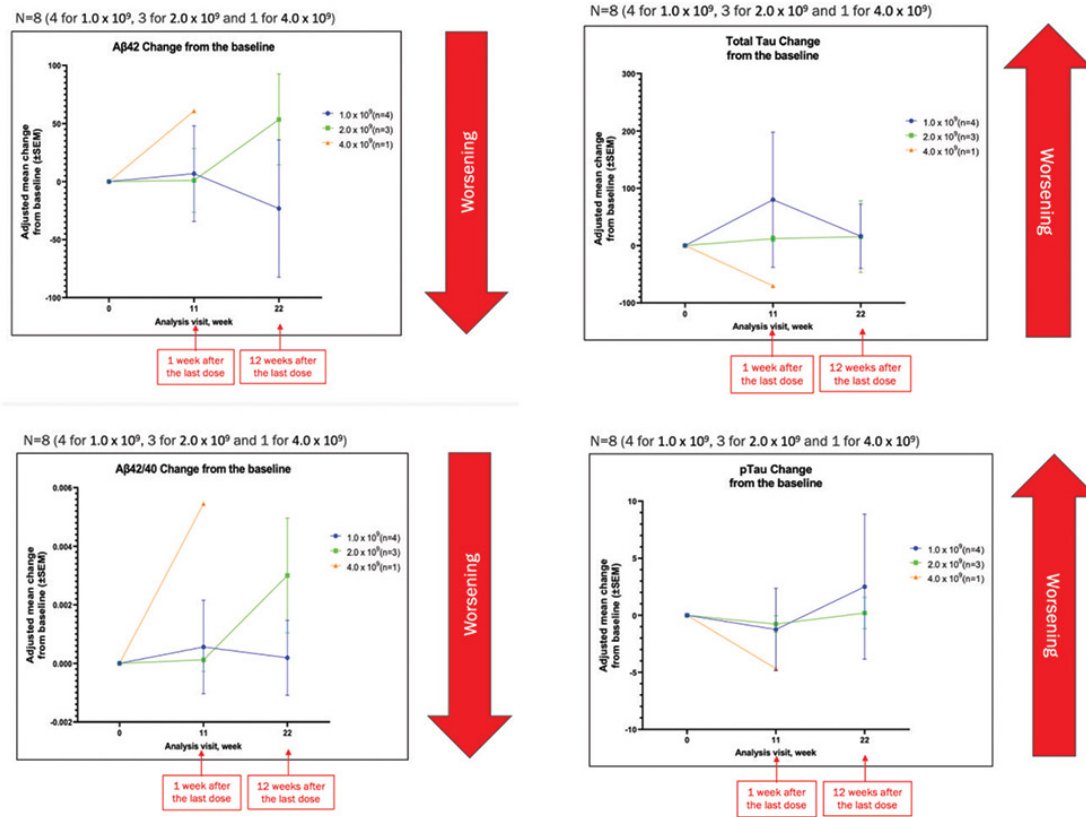 N=8 (4 for 1.0 x 10⁹, 3 for 2.0 x 10⁹ and 1 for 4.0 x 10⁹)
Aβ42 Change from the baseline
Adjusted mean change
from baseline (±SEM)
100
50
0
-50
-100
0
11
22
Analysis visit, week
1.0 x 10⁹(n=4)
2.0 x 10⁹(n=3)
4.0 x 10⁹(n=1)
1 week after
the last dose
12 weeks after
the last dose
Worsening
N=8 (4 for 1.0 x 10⁹, 3 for 2.0 x 10⁹ and 1 for 4.0 x 10⁹)
Total Tau Change
from the baseline
Adjusted mean change
from baseline (±SEM)
300
200
100
0
-100
0
11
22
Analysis visit, week
1.0 x 10⁹(n=4)
2.0 x 10⁹(n=3)
4.0 x 10⁹(n=1)
1 week after
the last dose
12 weeks after
the last dose
Worsening
N=8 (4 for 1.0 x 10⁹, 3 for 2.0 x 10⁹ and 1 for 4.0 x 10⁹)
Aβ42/40 Change from the baseline
Adjusted mean change
from baseline (±SEM)
0.006
0.004
0.002
0.000
-0.002
0
11
22
Analysis visit, week
1.0 x 10⁹(n=4)
2.0 x 10⁹(n=3)
4.0 x 10⁹(n=1)
1 week after
the last dose
12 weeks after
the last dose
Worsening
N=8 (4 for 1.0 x 10⁹, 3 for 2.0 x 10⁹ and 1 for 4.0 x 10⁹)
pTau Change
from the baseline
Adjusted mean change
from baseline (±SEM)
10
5
0
-5
-10
0
11
22
Analysis visit, week
1.0 x 10⁹(n=4)
2.0 x 10⁹(n=3)
4.0 x 10⁹(n=1)
1 week after
the last dose
12 weeks after
the last dose
Worsening